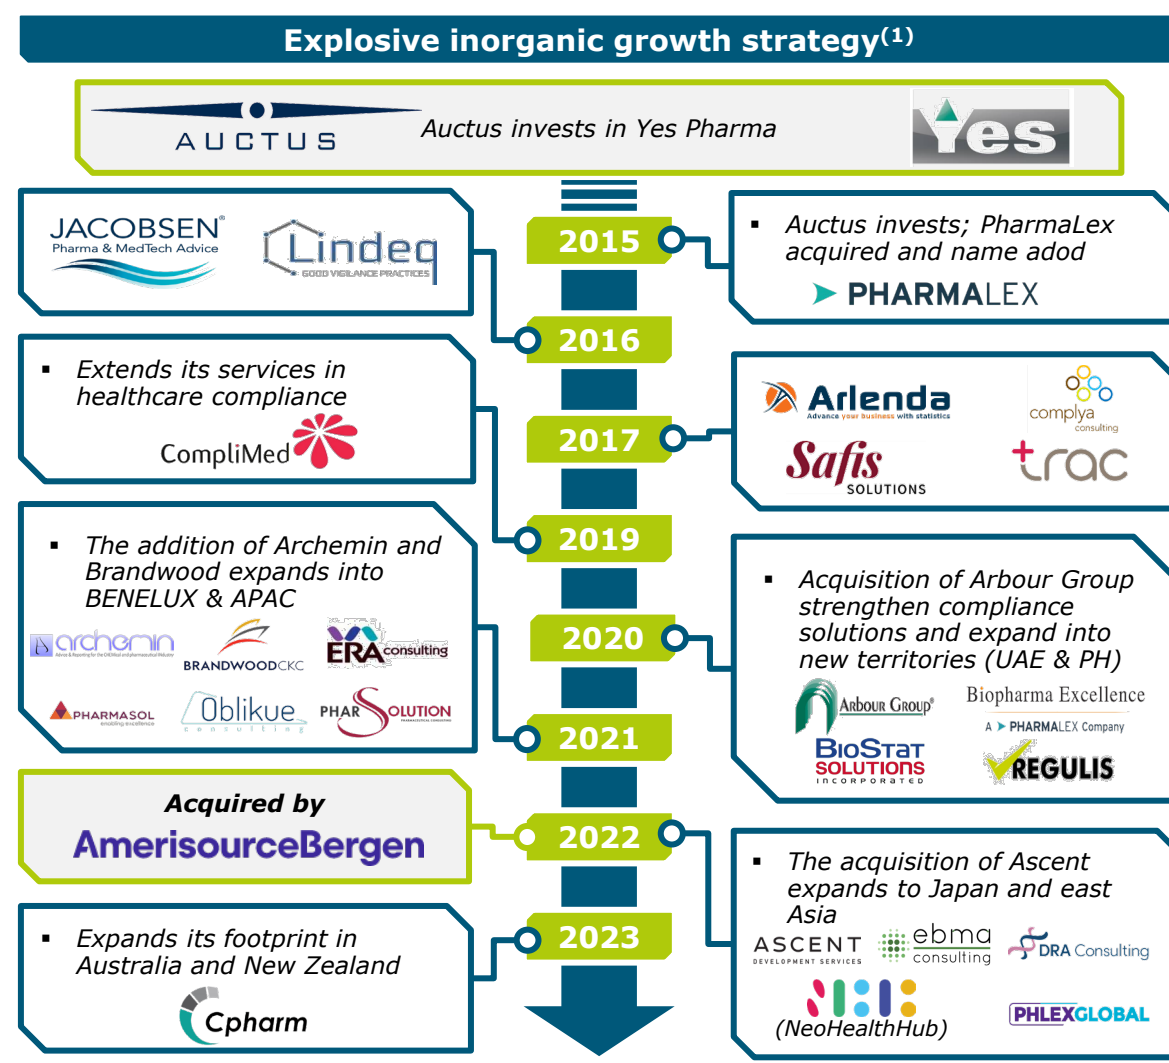 Explosive inorganic growth strategy(1)
AUCTUS
Auctus invests in Yes Pharma
Yes
2015
▪ Auctus invests; PharmaLex
acquired and name adod
PHARMALEX
JACOBSEN®
Pharma & MedTech Advice
Lindeq
GOOD VIGILANCE PRACTICES
2016
2017
Arlenda
Advance your business with statistics
complya
consulting
Safis
SOLUTIONS
trac
▪ Extends its services in
healthcare compliance
CompliMed
2019
2020
▪ Acquisition of Arbour Group
strengthen compliance
solutions and expand into
new territories (UAE & PH)
ARBOUR GROUP®
Biopharma Excellence
A PHARMALEX Company
BIOSTAT
SOLUTIONS
INCORPORATED
REGULIS
▪ The addition of Archemin and
Brandwood expands into
BENELUX & APAC
archemin
BRANDWOODCKC
ERA consulting
PHARMASOL
enabling excellence
Oblikue
consulting
PHARSOLUTION
PHARMACEUTICAL CONSULTING
2021
Acquired by
AmerisourceBergen
2022
▪ The acquisition of Ascent
expands to Japan and east
Asia
ASCENT
DEVELOPMENT SERVICES
ebma
consulting
DRA Consulting
(NeoHealthHub)
PHLEXGLOBAL
2023
▪ Expands its footprint in
Australia and New Zealand
Cpharm